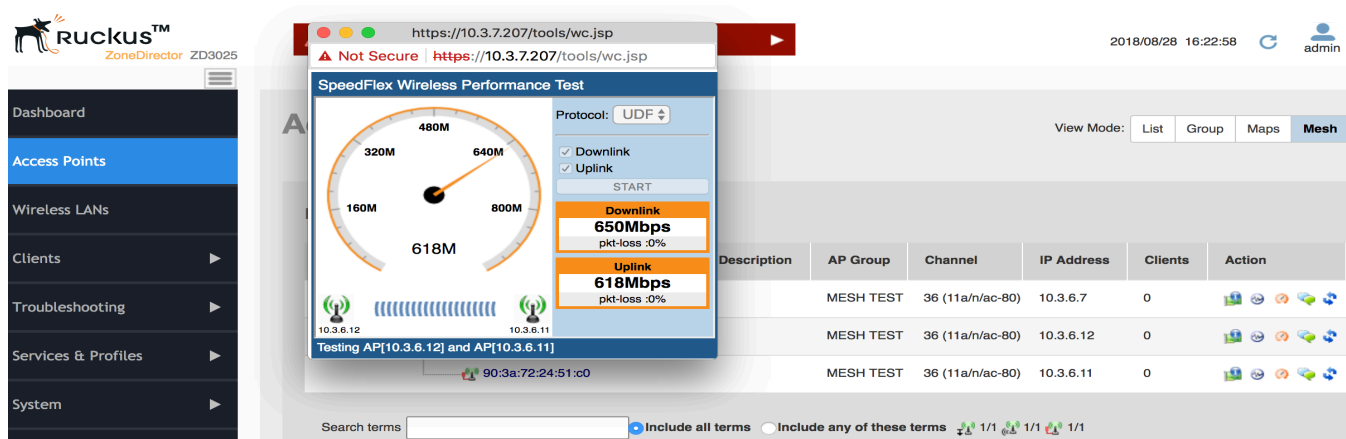 RUCKUS™
ZoneDirector ZD3025
https://10.3.7.207/tools/wc.jsp
Not Secure https://10.3.7.207/tools/wc.jsp
2018/08/28 16:22:58
admin
Dashboard
Access Points
Wireless LANs
Clients
Troubleshooting
Services & Profiles
System
SpeedFlex Wireless Performance Test
160M
320M
480M
640M
800M
618M
Protocol: UDF
Downlink
Uplink
START
Downlink
650Mbps
pkt-loss :0%
Uplink
618Mbps
pkt-loss :0%
10.3.6.12
10.3.6.11
Testing AP[10.3.6.12] and AP[10.3.6.11]
A
View Mode: List Group Maps Mesh
Description AP Group Channel IP Address Clients Action
MESH TEST 36 (11a/n/ac-80) 10.3.6.7 0
MESH TEST 36 (11a/n/ac-80) 10.3.6.12 0
90:3a:72:24:51:c0 MESH TEST 36 (11a/n/ac-80) 10.3.6.11 0
Search terms Include all terms Include any of these terms 1/1 1/1 1/1